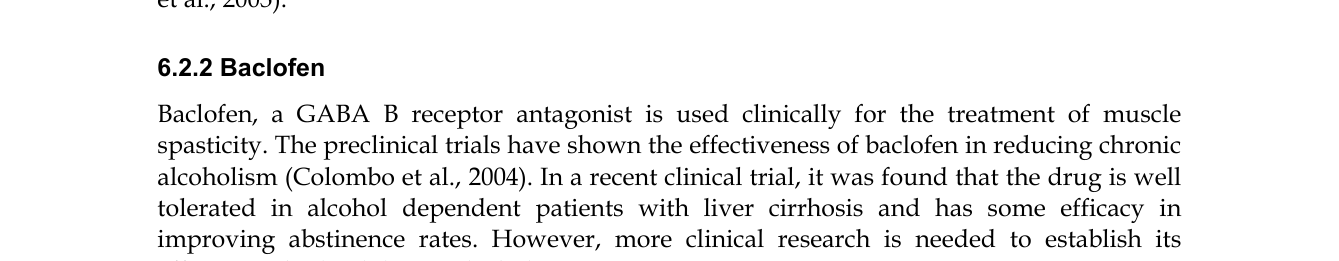 et al., 2005).
6.2.2 Baclofen
Baclofen, a GABA B receptor antagonist is used clinically for the treatment of muscle
spasticity. The preclinical trials have shown the effectiveness of baclofen in reducing chronic
alcoholism (Colombo et al., 2004). In a recent clinical trial, it was found that the drug is well
tolerated in alcohol dependent patients with liver cirrhosis and has some efficacy in
improving abstinence rates. However, more clinical research is needed to establish its